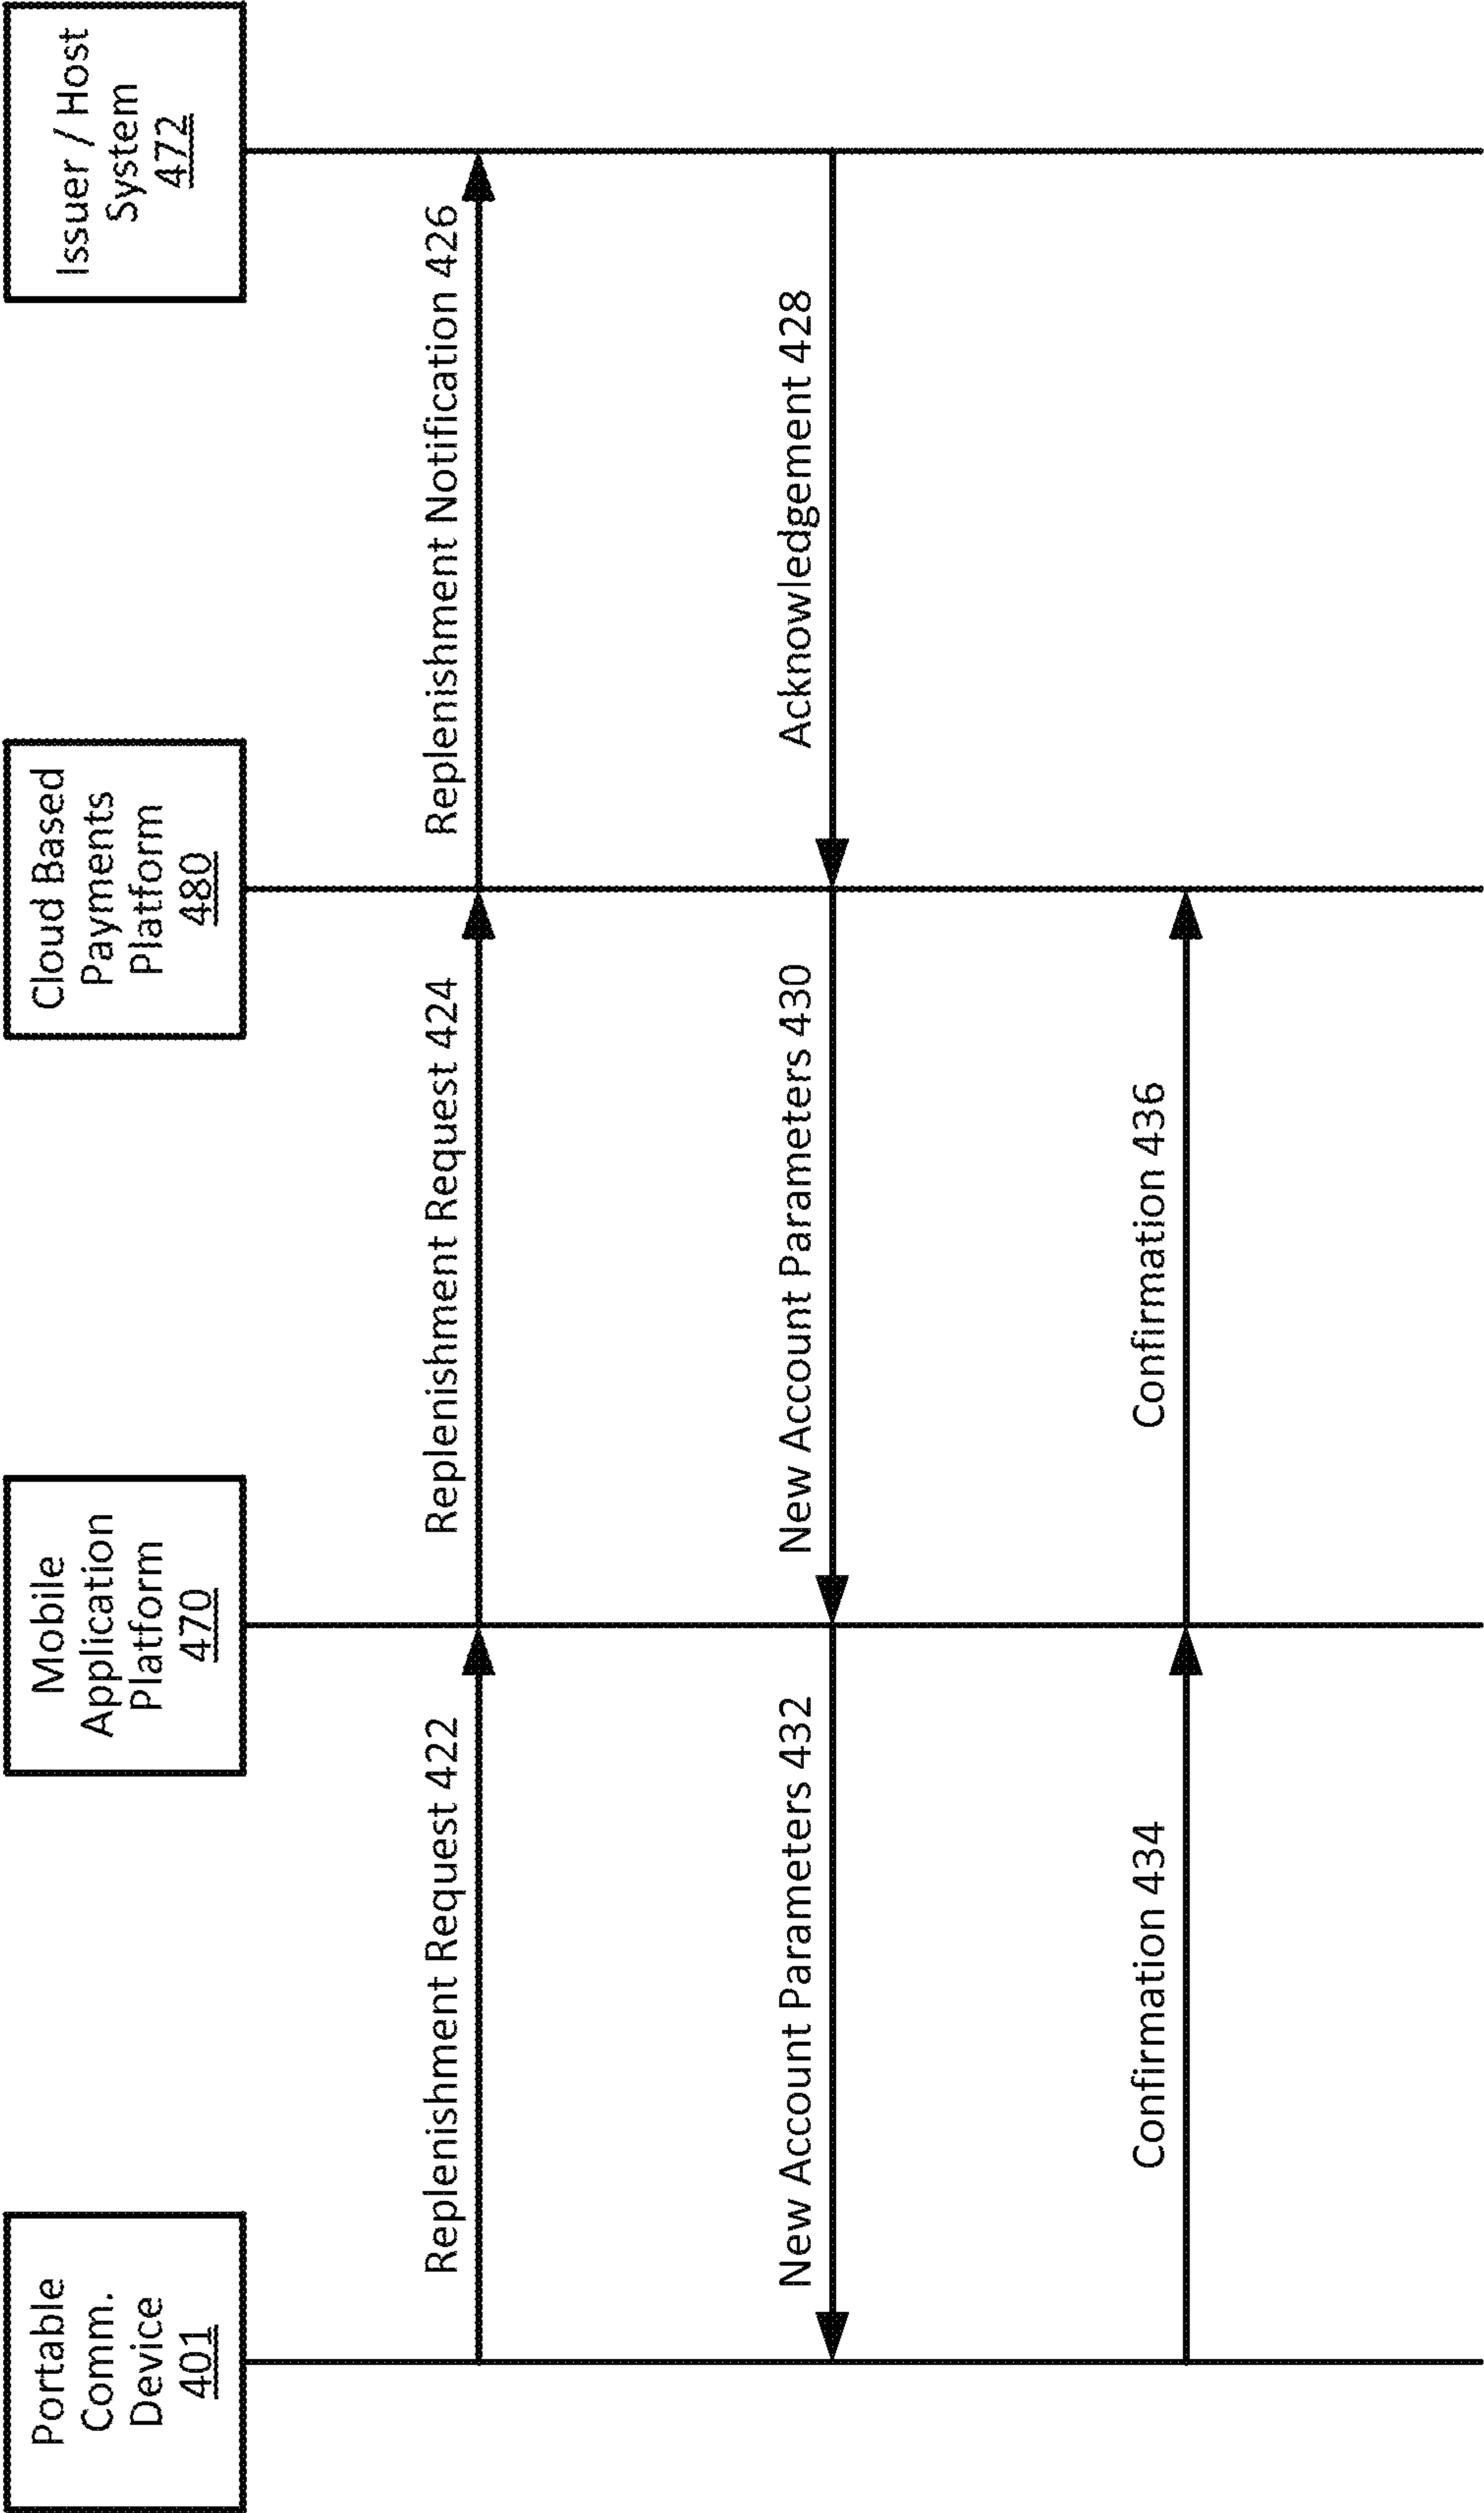 Portable
Comm.
Device
401
Mobile
Application
Platform
470
Cloud Based
Payments
Platform
480
Issuer / Host
System
472
Replenishment Request 422
Replenishment Request 424
Replenishment Notification 426
New Account Parameters 432
New Account Parameters 430
Acknowledgement 428
Confirmation 434
Confirmation 436